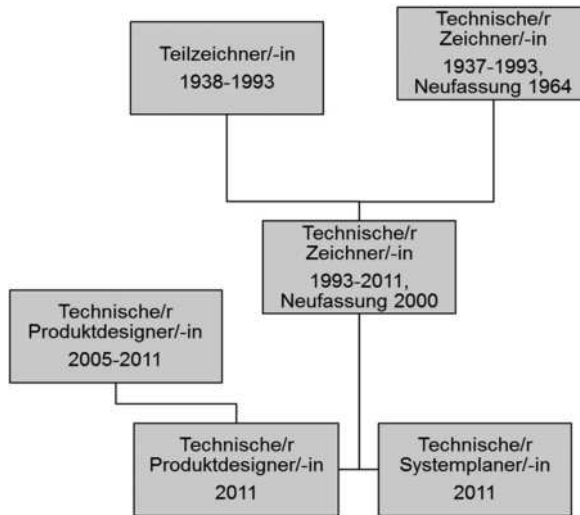 Teilzeichner/-in
1938-1993
Technische/r
Zeichner/-in
1937-1993,
Neufassung 1964
Technische/r
Zeichner/-in
1993-2011,
Neufassung 2000
Technische/r
Produktdesigner/-in
2005-2011
Technische/r
Produktdesigner/-in
2011
Technische/r
Systemplaner/-in
2011